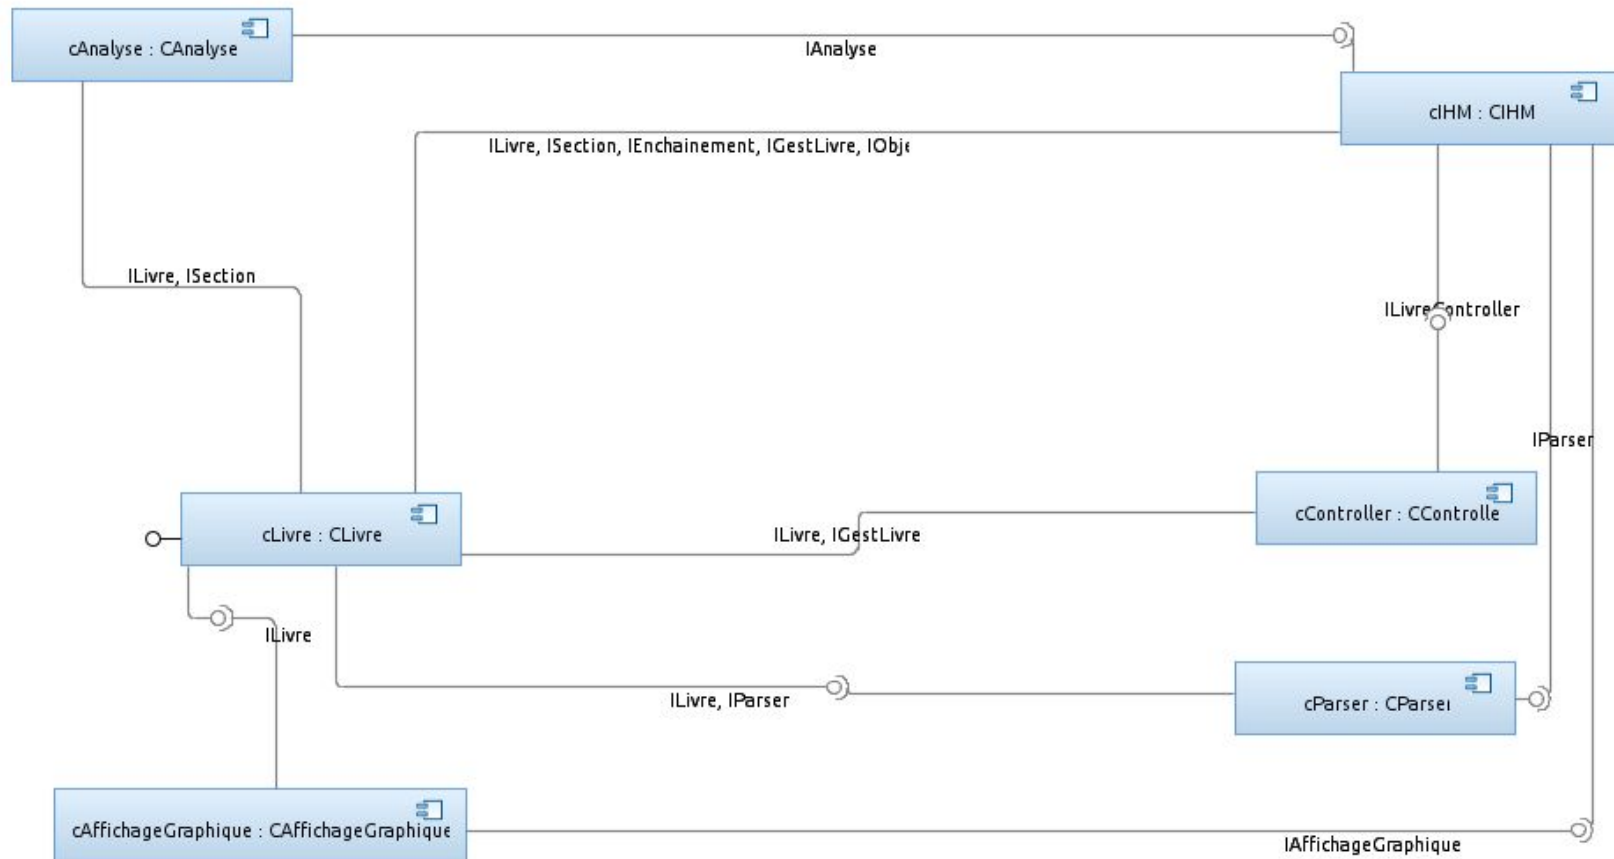 cAnalyse : CAnalyse
IAnalyse
cIHM : CIHM
ILivre, ISection, IEnchainement, IGestLivre, IObje
ILivre, ISection
ILivreController
IParser
cLivre : CLivre
cController : CControlle
ILivre, IGestLivre
ILivre
ILivre, IParser
cParser : CParser
cAffichageGraphique : CAffichageGraphique
IAffichageGraphique